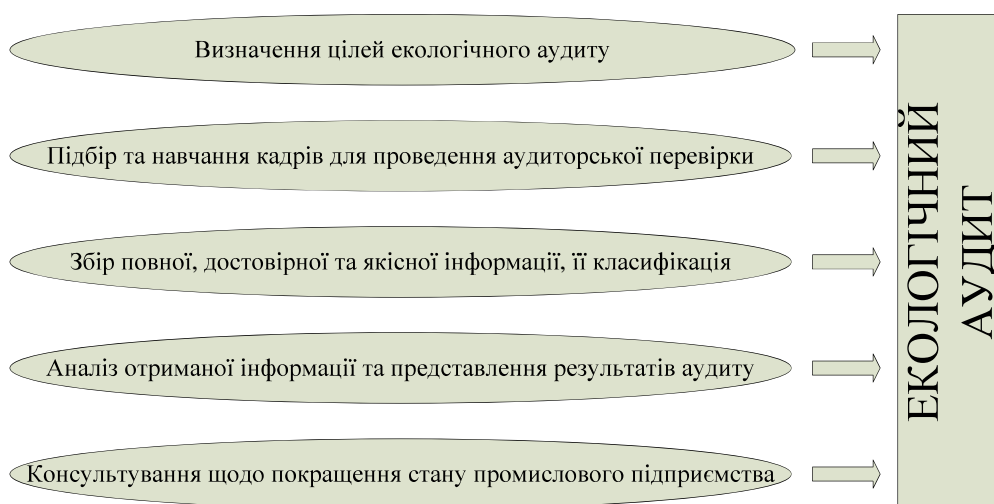 Визначення цілей екологічного аудиту
Підбір та навчання кадрів для проведення аудиторської перевірки
Збір повної, достовірної та якісної інформації, її класифікація
Аналіз отриманої інформації та представлення результатів аудиту
Консультування щодо покращення стану промислового підприємства
ЕКОЛОГІЧНИЙ
АУДИТ